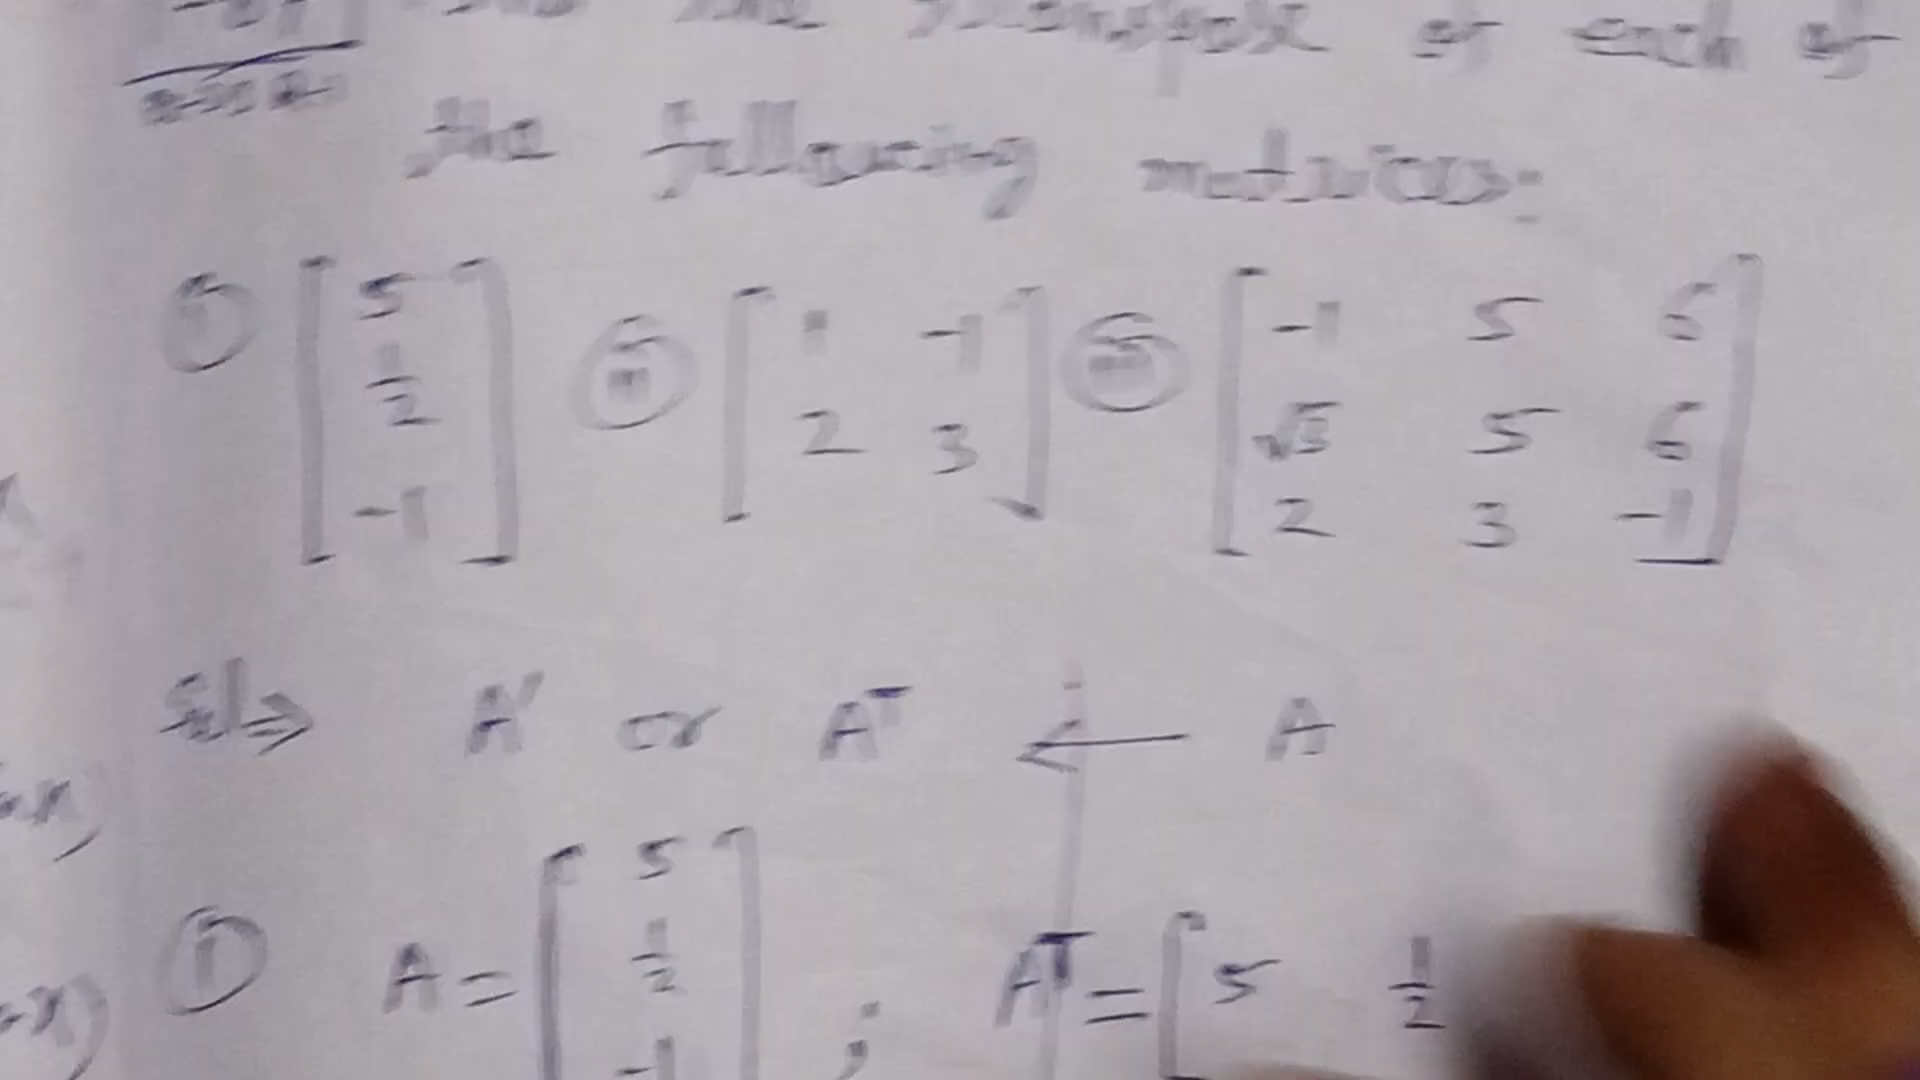 the transpose of each of
the following matrices:
(i) [5 1/2 -1] (ii) [1 -1 2 3] (iii) [-1 5 6 √3 5 6 2 3 -1]
Sol⇒ A' or Aᵀ ← A
(i) A = [5 1/2 -1] ; Aᵀ = [5 1/2